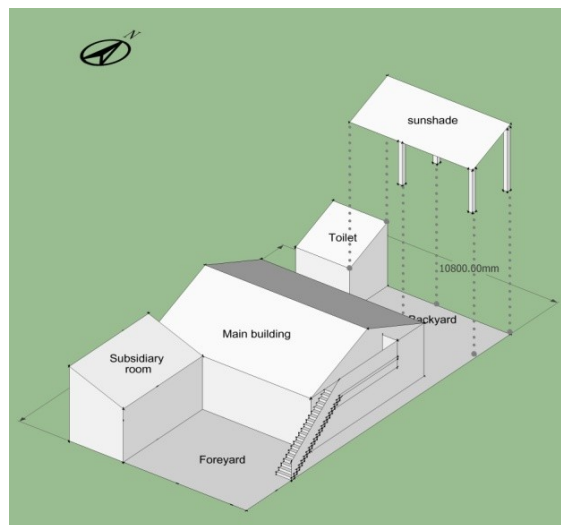 N
sunshade
Toilet
10800.00mm
Backyard
Main building
Subsidiary
room
Foreyard